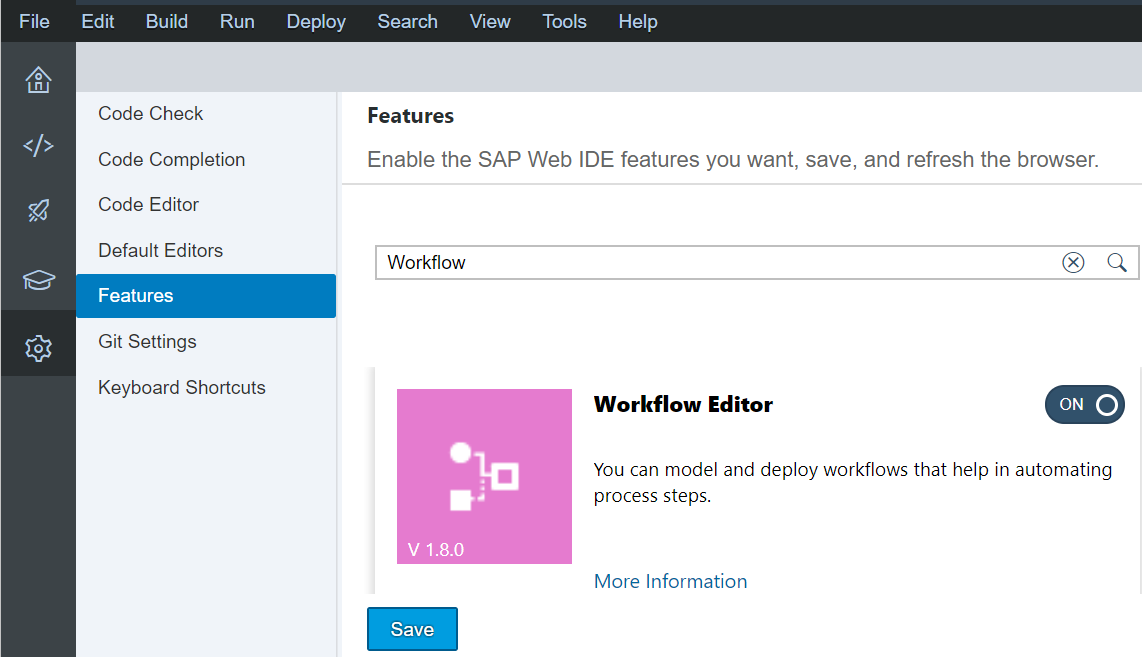 File Edit Build Run Deploy Search View Tools Help
Code Check
Code Completion
Code Editor
Default Editors
Features
Git Settings
Keyboard Shortcuts
Features
Enable the SAP Web IDE features you want, save, and refresh the browser.
Workflow
V 1.8.0
Workflow Editor
ON
You can model and deploy workflows that help in automating
process steps.
More Information
Save